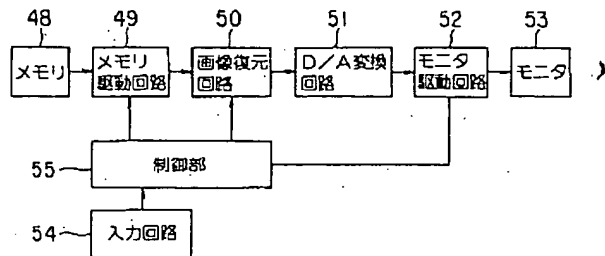 48
49
50
51
52
53
メモリ
メモリ
駆動回路
画像復元
回路
D/A変換
回路
モニタ
駆動回路
モニタ
55
制御部
54
入力回路